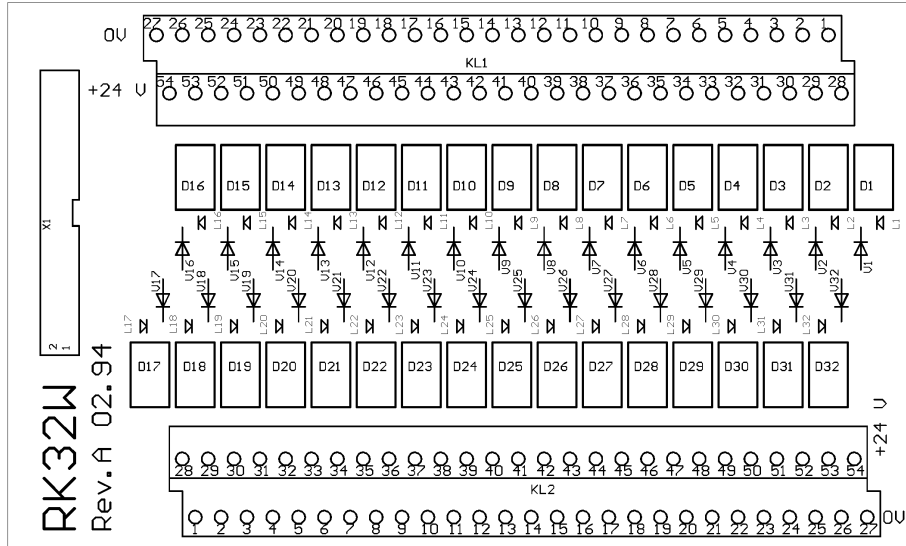 27 26 25 24 23 22 21 20 19 18 17 16 15 14 13 12 11 10 9 8 7 6 5 4 3 2 1
0V
KL1
+24 V
54 53 52 51 50 49 48 47 46 45 44 43 42 41 40 39 38 37 36 35 34 33 32 31 30 29 28
D16 D15 D14 D13 D12 D11 D10 D9 D8 D7 D6 D5 D4 D3 D2 D1
L16 L15 L14 L13 L12 L11 L10 L9 L8 L7 L6 L5 L4 L3 L2 L1
X1
V16 V15 V14 V13 V12 V11 V10 V9 V8 V7 V6 V5 V4 V3 V2 V1
V17 V18 V19 V20 V21 V22 V23 V24 V25 V26 V27 V28 V29 V30 V31 V32
L17 L18 L19 L20 L21 L22 L23 L24 L25 L26 L27 L28 L29 L30 L31 L32
2
1
D17 D18 D19 D20 D21 D22 D23 D24 D25 D26 D27 D28 D29 D30 D31 D32
RK32W
Rev.A 02.94
+24 V
28 29 30 31 32 33 34 35 36 37 38 39 40 41 42 43 44 45 46 47 48 49 50 51 52 53 54
KL2
0V
1 2 3 4 5 6 7 8 9 10 11 12 13 14 15 16 17 18 19 20 21 22 23 24 25 26 27